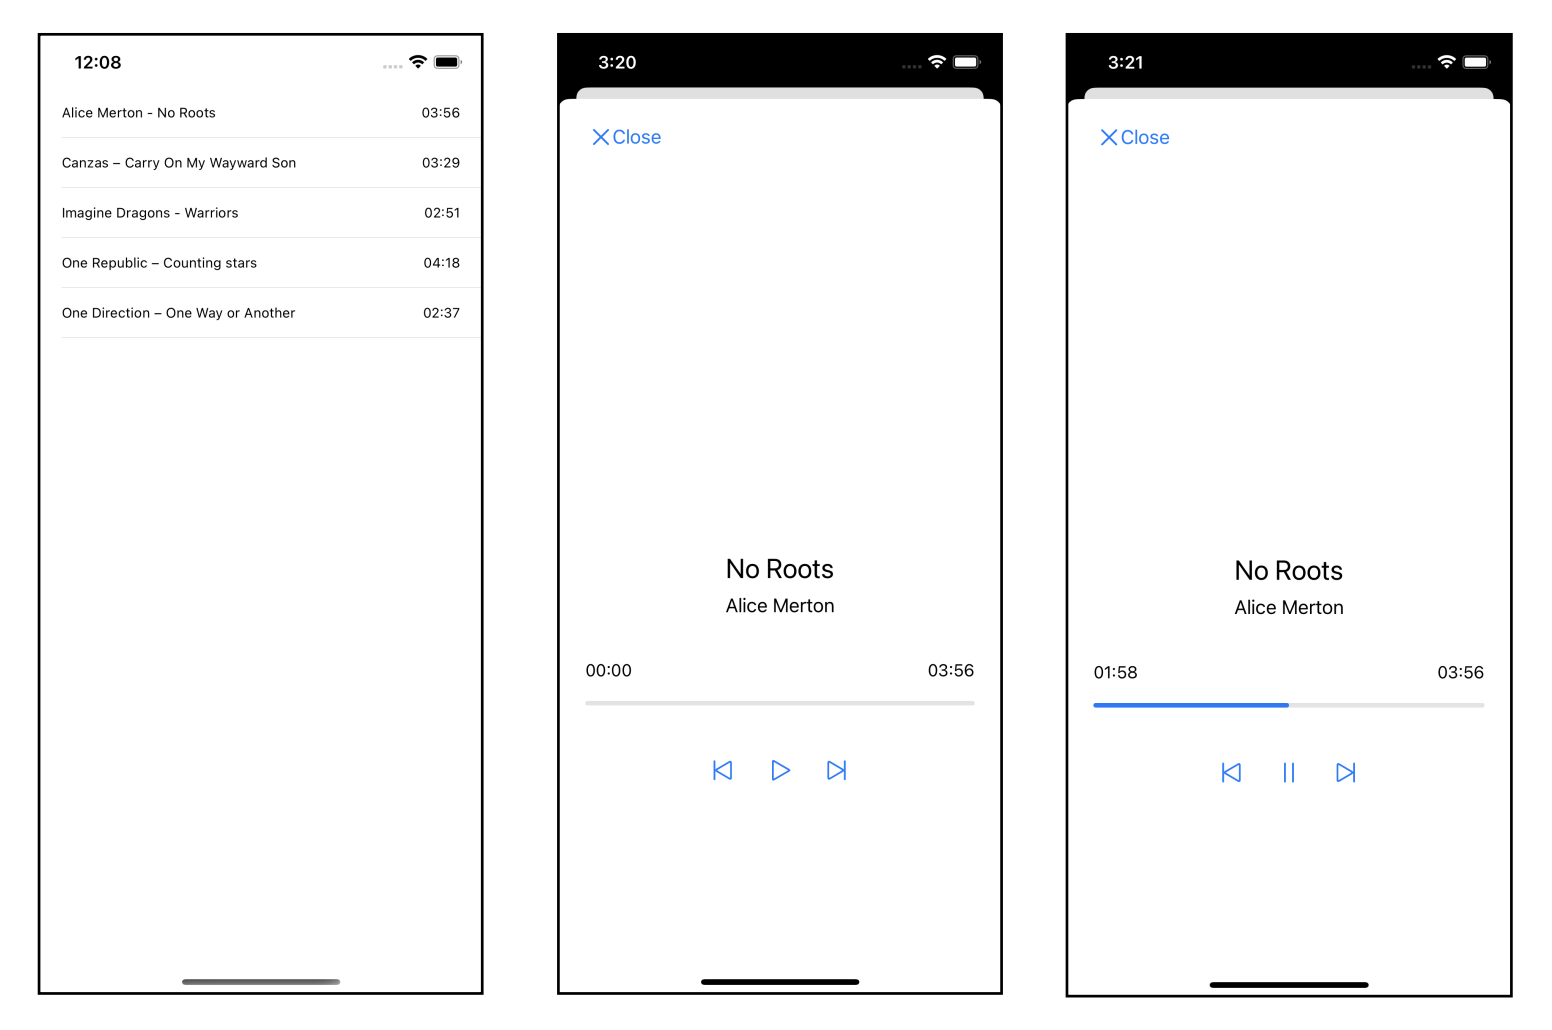 12:08
Alice Merton - No Roots 03:56
Canzas – Carry On My Wayward Son 03:29
Imagine Dragons - Warriors 02:51
One Republic – Counting stars 04:18
One Direction – One Way or Another 02:37
3:20
Close
No Roots
Alice Merton
00:00 03:56
3:21
Close
No Roots
Alice Merton
01:58 03:56